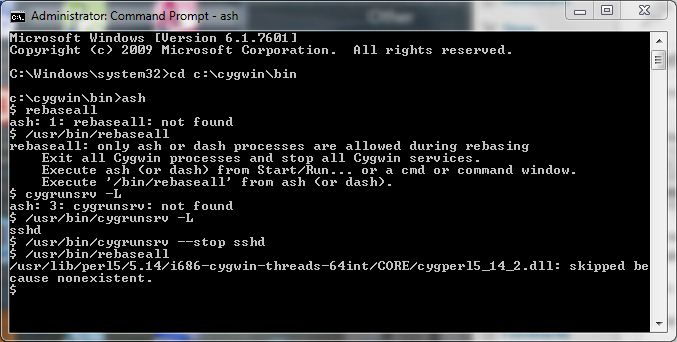 Administrator: Command Prompt - ash
Microsoft Windows [Version 6.1.7601]
Copyright (c) 2009 Microsoft Corporation.  All rights reserved.
C:\Windows\system32>cd c:\cygwin\bin
c:\cygwin\bin>ash
$ rebaseall
ash: 1: rebaseall: not found
$ /usr/bin/rebaseall
rebaseall: only ash or dash processes are allowed during rebasing
    Exit all Cygwin processes and stop all Cygwin services.
    Execute ash (or dash) from Start/Run... or a cmd or command window.
    Execute '/bin/rebaseall' from ash (or dash).
$ cygrunsrv -L
ash: 3: cygrunsrv: not found
$ /usr/bin/cygrunsrv -L
sshd
$ /usr/bin/cygrunsrv --stop sshd
$ /usr/bin/rebaseall
/usr/lib/perl5/5.14/i686-cygwin-threads-64int/CORE/cygperl5_14_2.dll: skipped be
cause nonexistent.
$